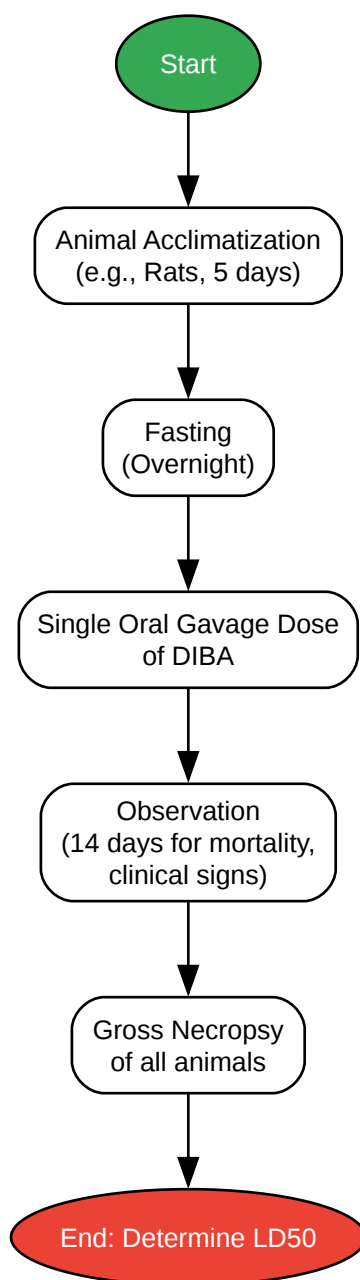 Start
Animal Acclimatization
(e.g., Rats, 5 days)
Fasting
(Overnight)
Single Oral Gavage Dose
of DIBA
Observation
(14 days for mortality,
clinical signs)
Gross Necropsy
of all animals
End: Determine LD50